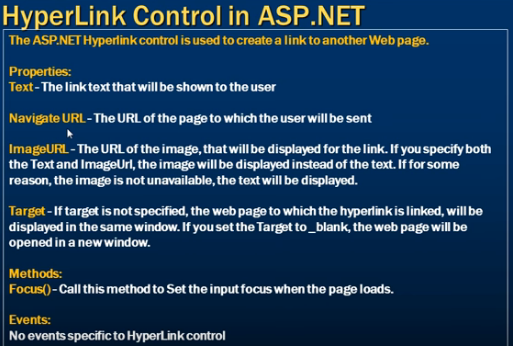 HyperLink Control in ASP.NET
The ASP.NET Hyperlink control is used to create a link to another Web page.
Properties:
Text - The link text that will be shown to the user
Navigate URL - The URL of the page to which the user will be sent
ImageURL - The URL of the image, that will be displayed for the link. If you specify both
the Text and ImageUrl, the image will be displayed instead of the text. If for some
reason, the image is not unavailable, the text will be displayed.
Target - If target is not specified, the web page to which the hyperlink is linked, will be
displayed in the same window. If you set the Target to _blank, the web page will be
opened in a new window.
Methods:
Focus() - Call this method to Set the input focus when the page loads.
Events:
No events specific to HyperLink control